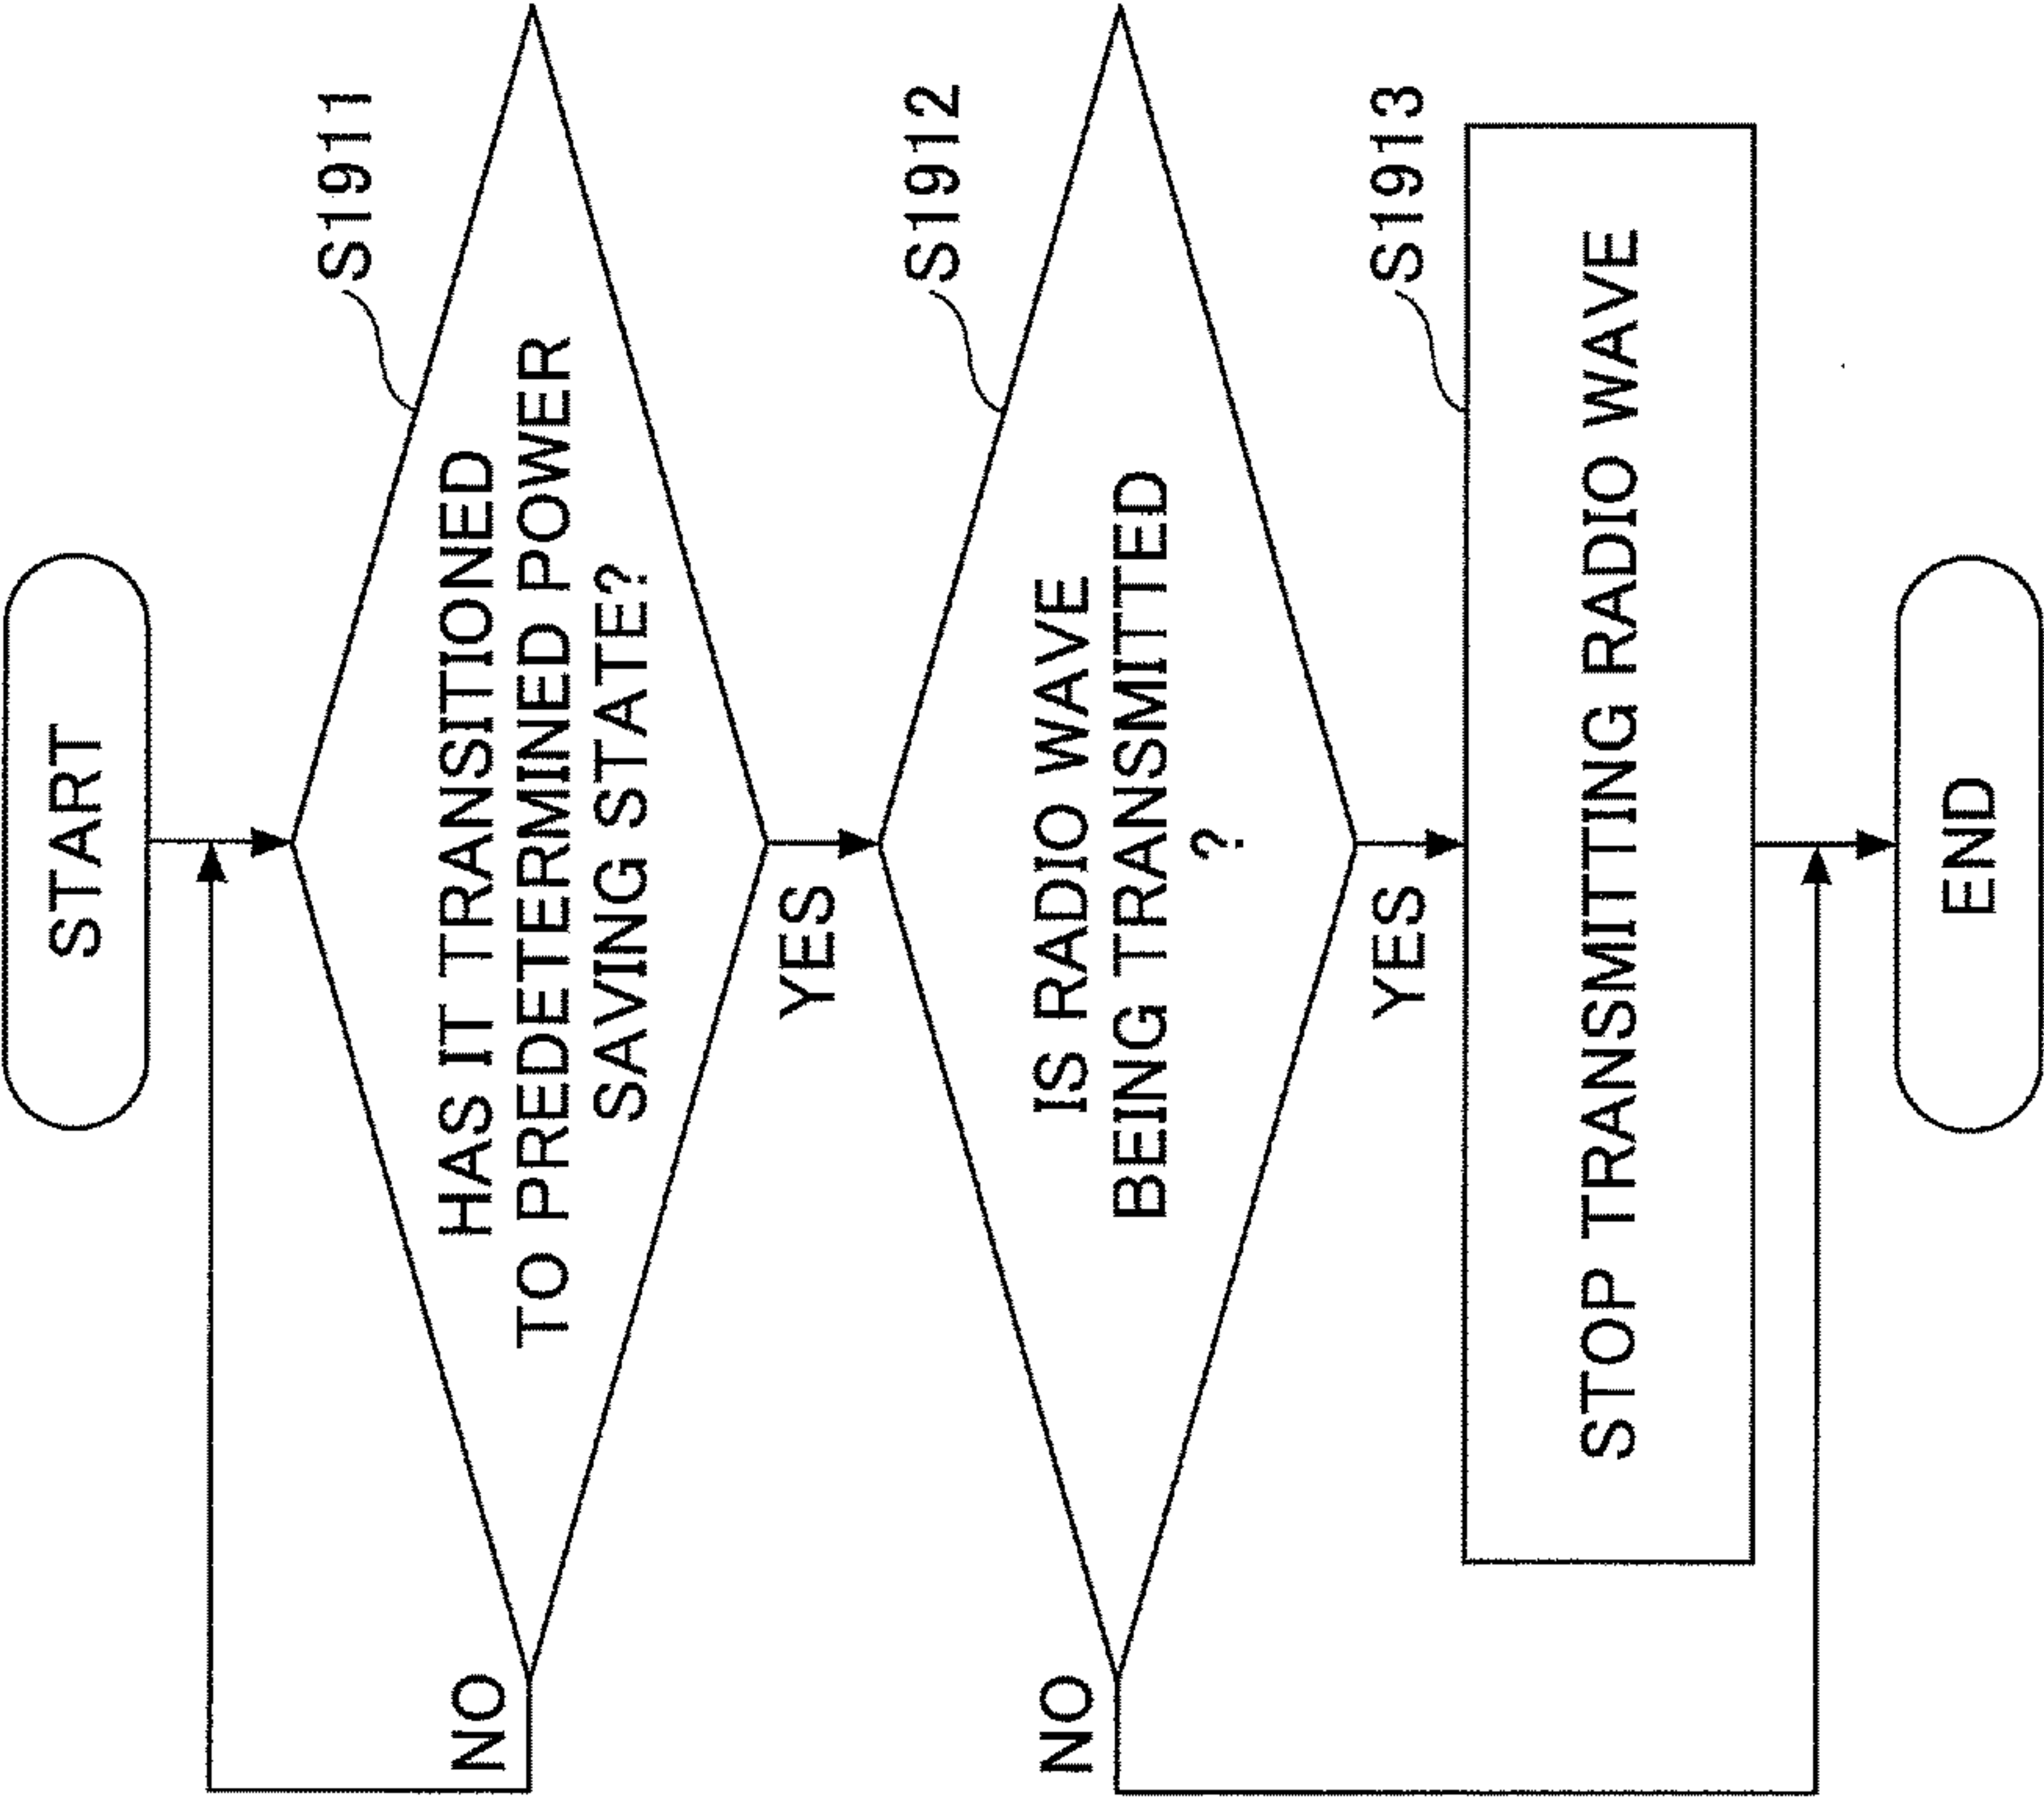 START
S1911
HAS IT TRANSITIONED
TO PREDETERMINED POWER
SAVING STATE?
NO
YES
S1912
IS RADIO WAVE
BEING TRANSMITTED
?
NO
YES
S1913
STOP TRANSMITTING RADIO WAVE
END